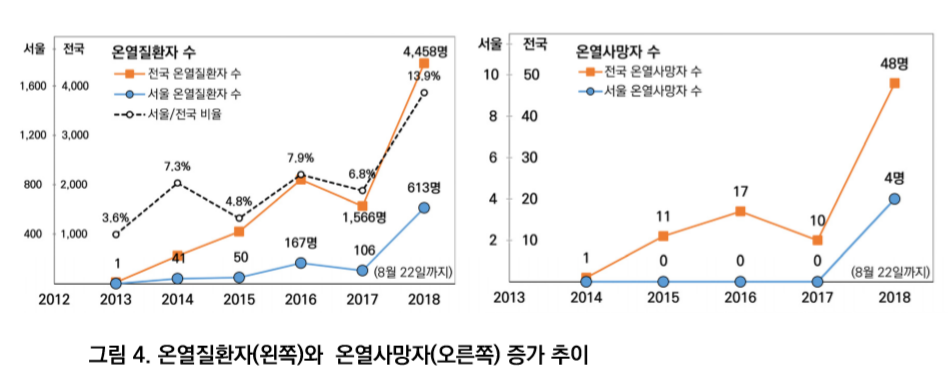 서울 전국
온열질환자 수
전국 온열질환자 수
서울 온열질환자 수
서울/전국 비율
4,458명
13.9%
1,600 4,000
1,200 3,000
800 2,000
400 1,000
3.6%
7.3%
4.8%
7.9%
6.8%
613명
1,566명
1
41
50
167명
106
(8월 22일까지)
2012 2013 2014 2015 2016 2017 2018
서울 전국
온열사망자 수
전국 온열사망자 수
서울 온열사망자 수
48명
10 50
8 40
6 30
4 20
2 10
4명
1
11
17
10
0
0
0
(8월 22일까지)
2013 2014 2015 2016 2017 2018
그림 4. 온열질환자(왼쪽)와 온열사망자(오른쪽) 증가 추이